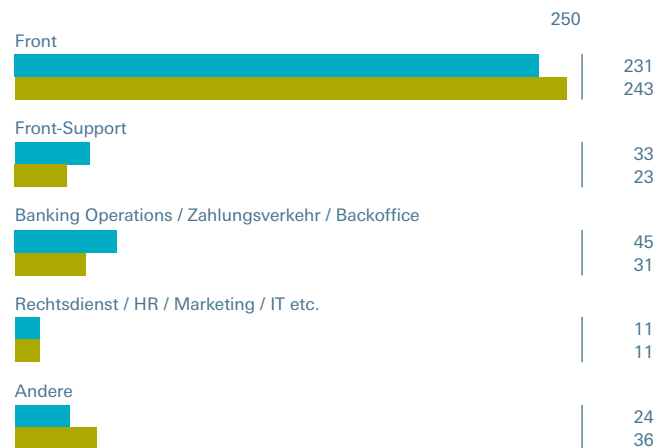 250
Front
231
243
Front-Support
33
23
Banking Operations / Zahlungsverkehr / Backoffice
45
31
Rechtsdienst / HR / Marketing / IT etc.
11
11
Andere
24
36